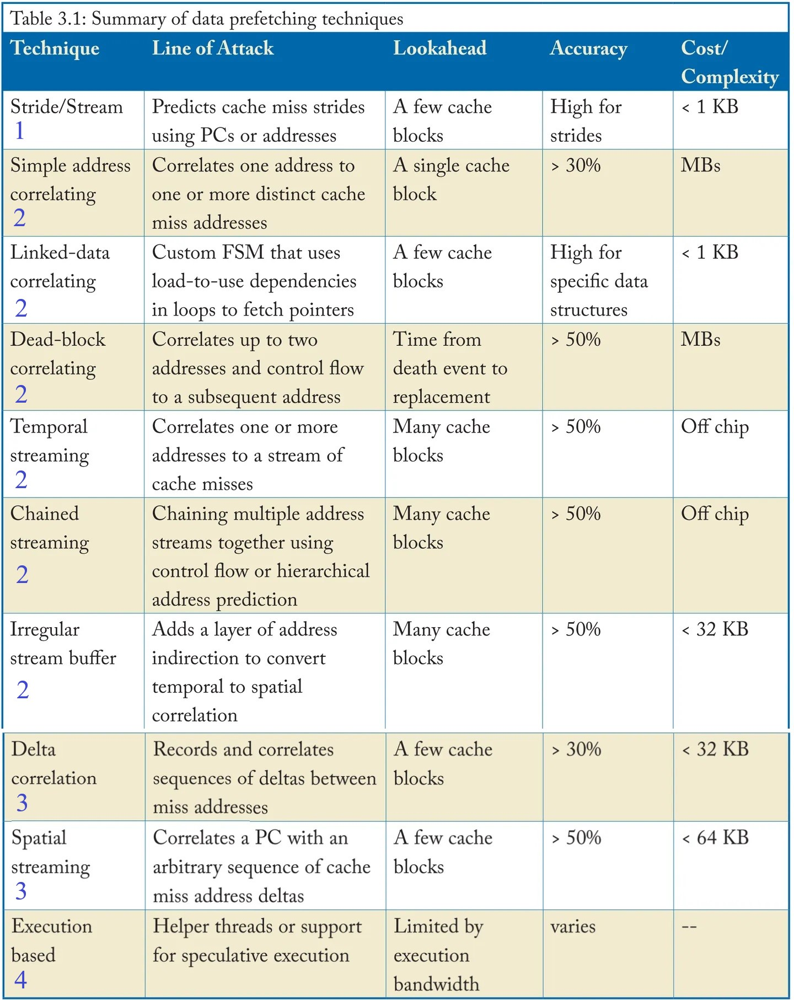 Table 3.1: Summary of data prefetching techniques
Technique
Line of Attack
Lookahead
Accuracy
Cost/
Complexity
Stride/Stream
1
Predicts cache miss strides
using PCs or addresses
A few cache
blocks
High for
strides
< 1 KB
Simple address
correlating
2
Correlates one address to
one or more distinct cache
miss addresses
A single cache
block
> 30%
MBs
Linked-data
correlating
2
Custom FSM that uses
load-to-use dependencies
in loops to fetch pointers
A few cache
blocks
High for
specific data
structures
< 1 KB
Dead-block
correlating
2
Correlates up to two
addresses and control flow
to a subsequent address
Time from
death event to
replacement
> 50%
MBs
Temporal
streaming
2
Correlates one or more
addresses to a stream of
cache misses
Many cache
blocks
> 50%
Off chip
Chained
streaming
2
Chaining multiple address
streams together using
control flow or hierarchical
address prediction
Many cache
blocks
> 50%
Off chip
Irregular
stream buffer
2
Adds a layer of address
indirection to convert
temporal to spatial
correlation
Many cache
blocks
> 50%
< 32 KB
Delta
correlation
3
Records and correlates
sequences of deltas between
miss addresses
A few cache
blocks
> 30%
< 32 KB
Spatial
streaming
3
Correlates a PC with an
arbitrary sequence of cache
miss address deltas
A few cache
blocks
> 50%
< 64 KB
Execution
based
4
Helper threads or support
for speculative execution
Limited by
execution
bandwidth
varies
--